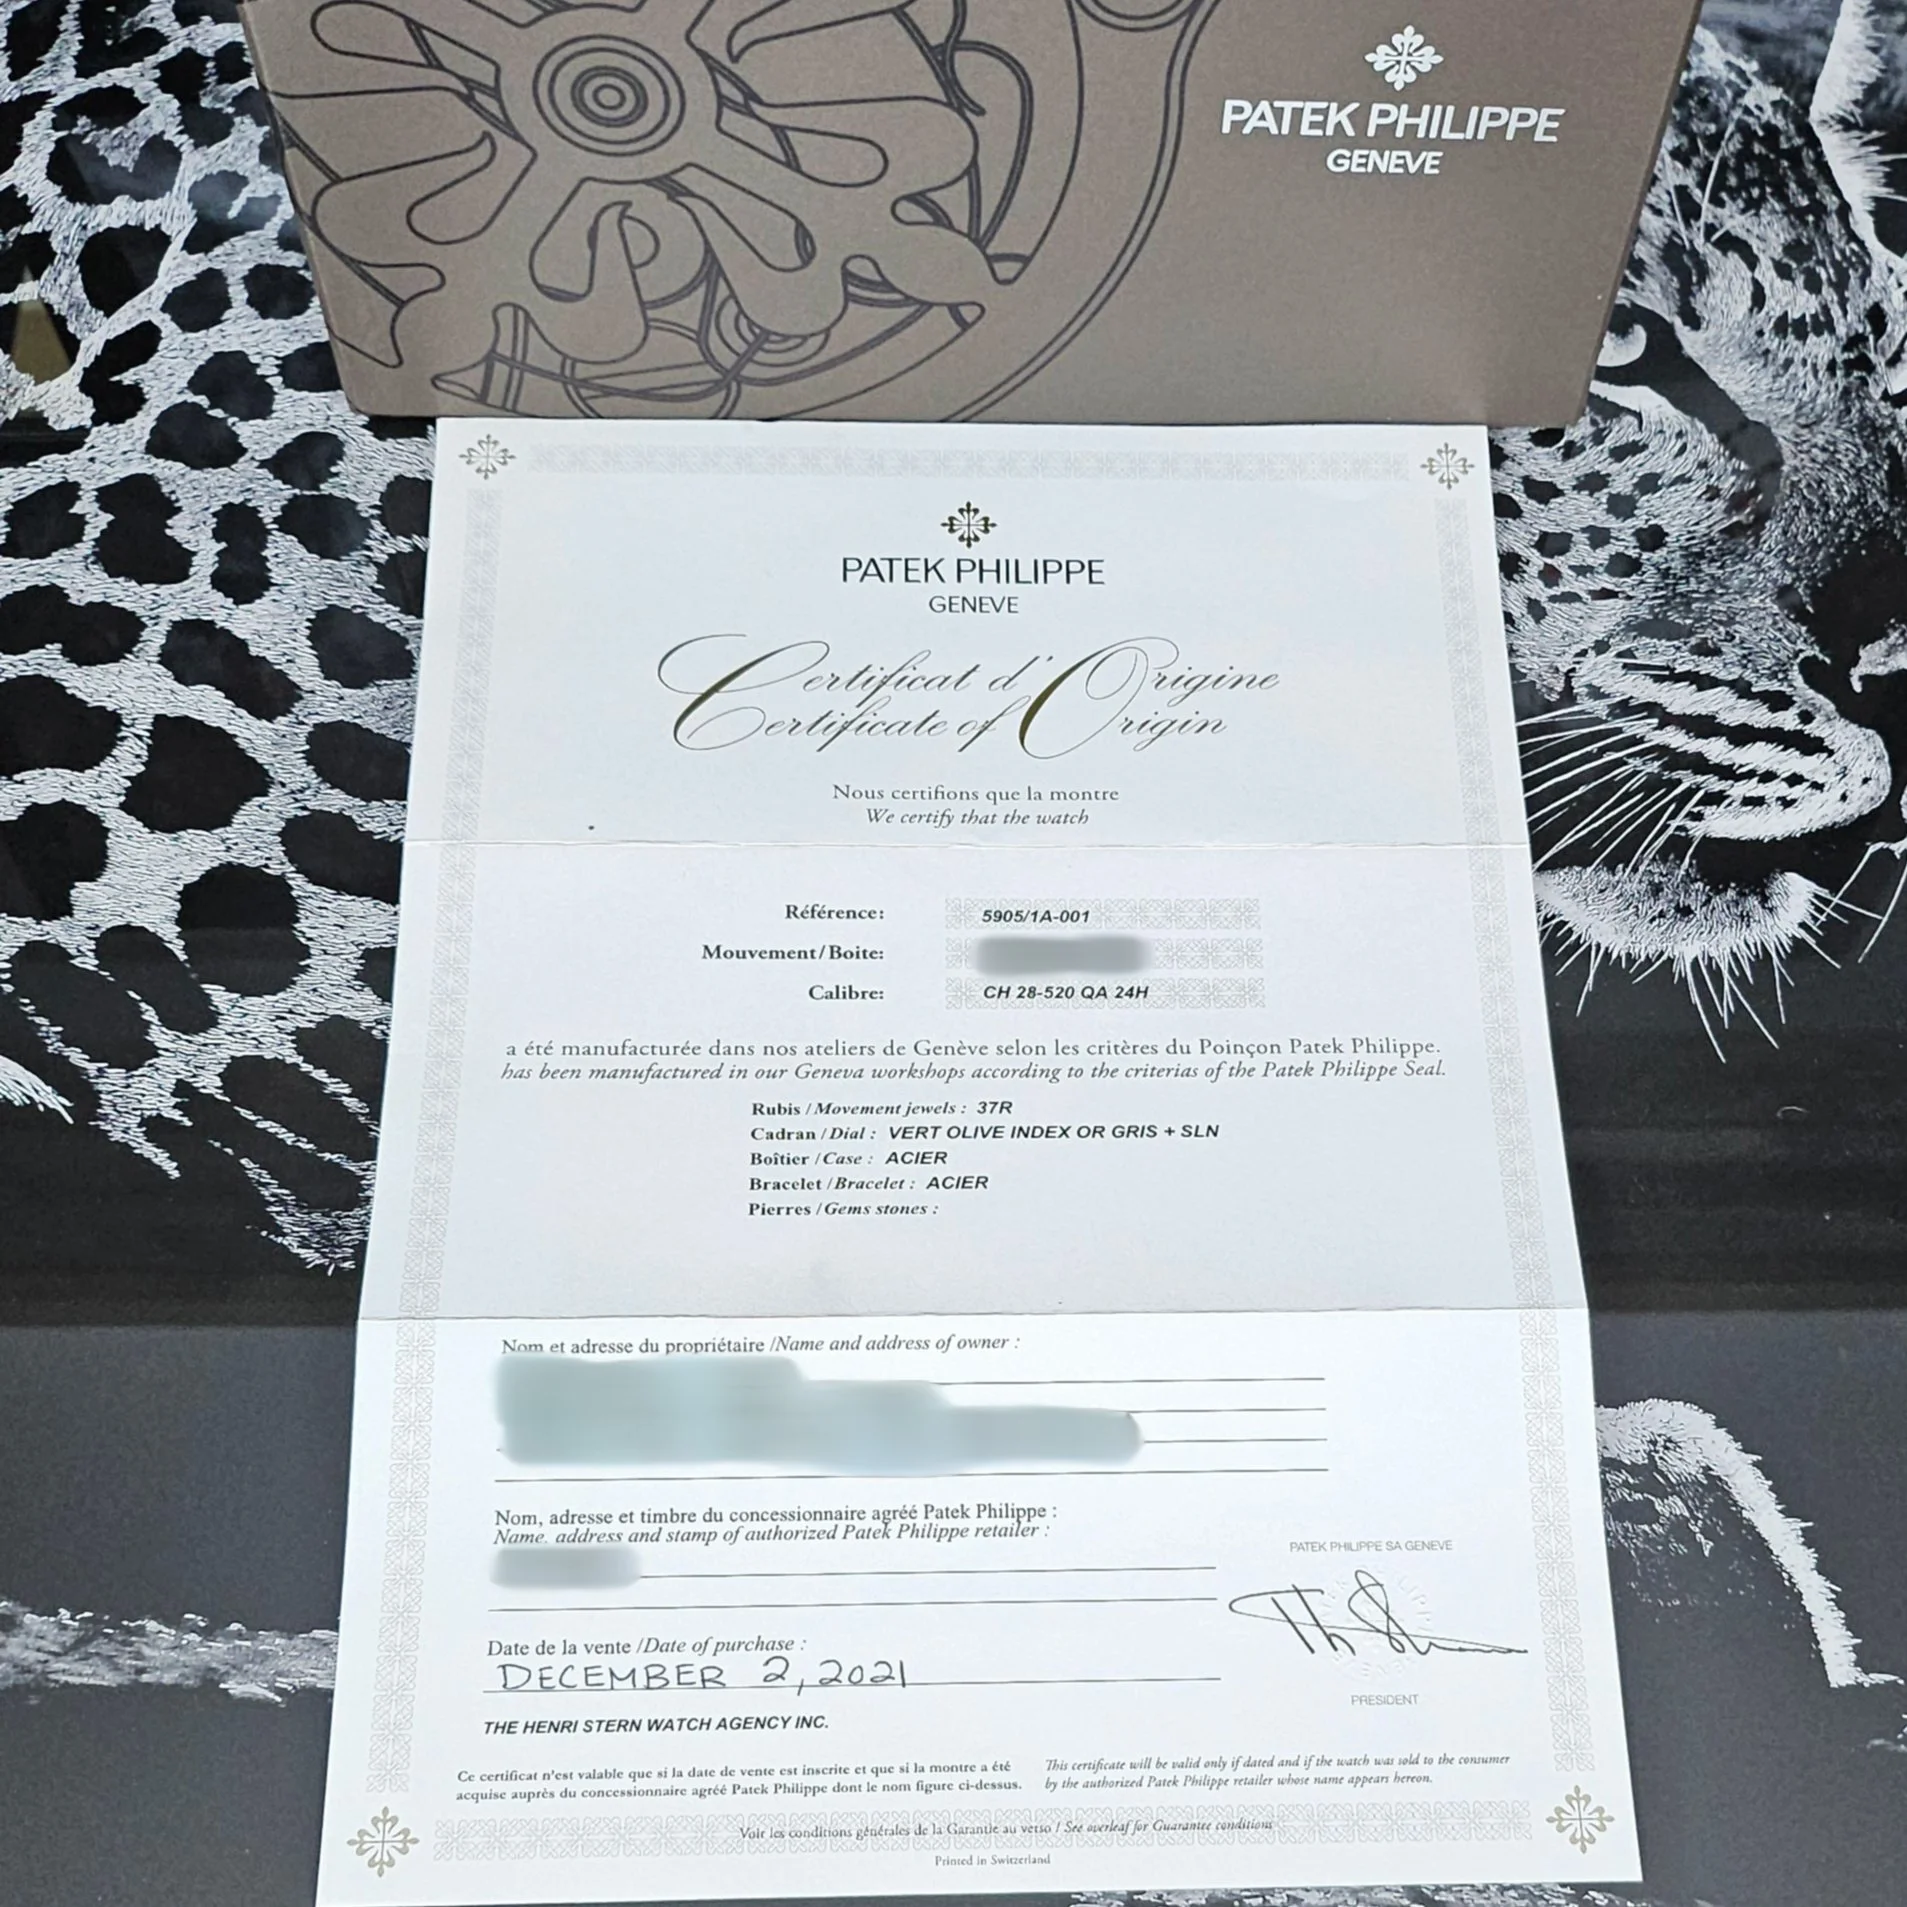 PATEK PHILIPPE
GENEVE
PATEK PHILIPPE
GENEVE
Certificat d'Origine
Certificate of Origin
Nous certifions que la montre
We certify that the watch
Référence: 5905/1A-001
Mouvement/Boite:
Calibre: CH 28-520 QA 24H
a été manufacturée dans nos ateliers de Genève selon les critères du Poinçon Patek Philippe.
has been manufactured in our Geneva workshops according to the criterias of the Patek Philippe Seal.
Rubis / Movement jewels : 37R
Cadran / Dial : VERT OLIVE INDEX OR GRIS + SLN
Boîtier / Case : ACIER
Bracelet / Bracelet : ACIER
Pierres / Gems stones :
Nom et adresse du propriétaire /Name and address of owner :
Nom, adresse et timbre du concessionnaire agréé Patek Philippe :
Name, address and stamp of authorized Patek Philippe retailer :
PATEK PHILIPPE SA GENEVE
Date de la vente /Date of purchase :
DECEMBER 2, 2021
PRESIDENT
THE HENRI STERN WATCH AGENCY INC.
Ce certificat n'est valable que si la date de vente est inscrite et que si la montre a été
acquise auprès du concessionnaire agréé Patek Philippe dont le nom figure ci-dessus.
This certificate will be valid only if dated and if the watch was sold to the consumer
by the authorized Patek Philippe retailer whose name appears hereon.
Voir les conditions générales de la Garantie au verso / See overleaf for Guarantee conditions
Printed in Switzerland